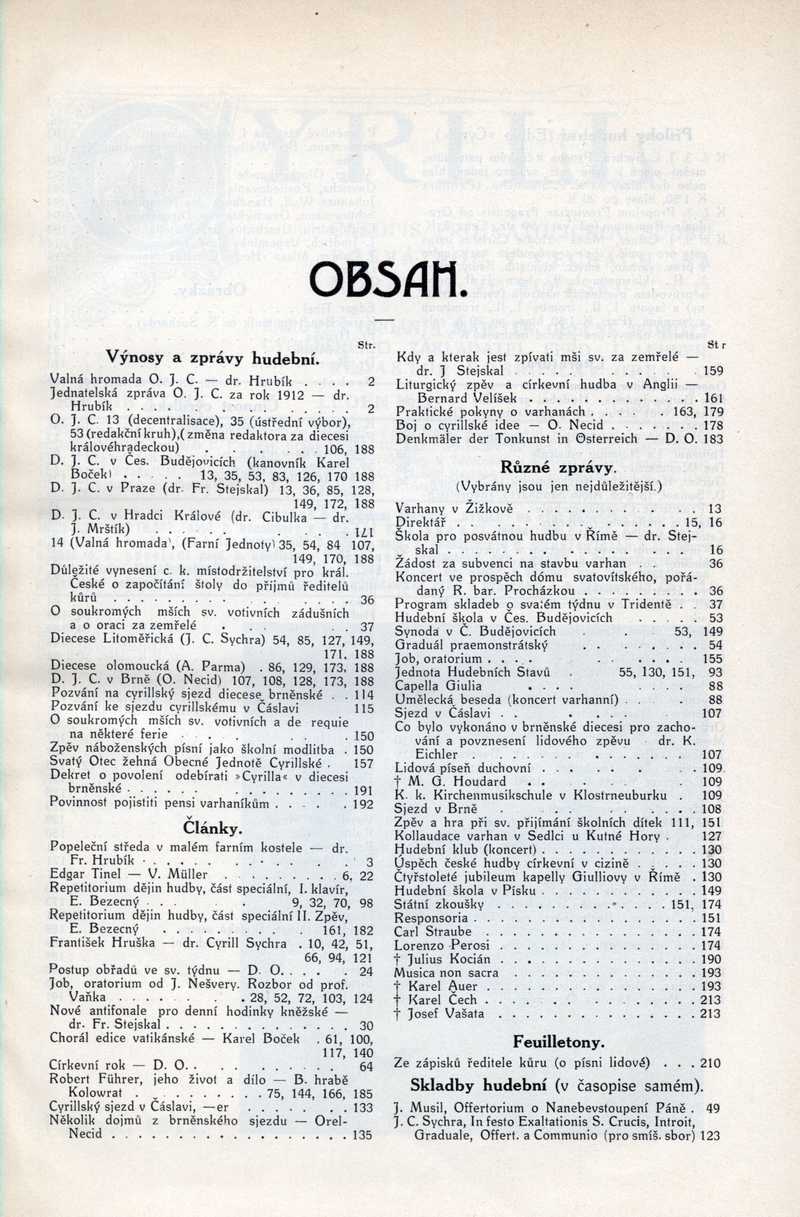 OBSAH.
Str.
Výnosy a zprávy hudební.
Valná hromada O. J. C. — dr. Hrubík . . . . 2
Jednatelská zpráva O. J. C. za rok 1912 — dr.
Hrubík . . . . . . . . . . . . 2
O. J. C. 13 (decentralisace), 35 (ústřední výbor),
53 (redakční kruh),(změna redaktora za diecesi
královéhradeckou) . . . . . . 106, 188
D. J. C. v Čes. Budějovicích (kanovník Karel
Boček) . . . . . 13, 35, 53, 83, 126, 170 188
D. J. C. v Praze (dr. Fr. Stejskal) 13, 36, 85, 128,
149, 172, 188
D. J. C. v Hradci Králové (dr. Cibulka — dr.
J. Mrštík) . . . . . . . . . .
14 (Valná hromada), (Farní Jednoty) 35, 54, 84 107,
149, 170, 188
Důležité vynesení c. k. místodržitelství pro král.
České o započítání štoly do příjmů ředitelů
kůrů . . . . . . . . . . . . . 36
O soukromých mších sv. votivních zádušních
a o oraci za zemřelé . . . . . 37
Diecese Litoměřická (J. C. Sychra) 54, 85, 127, 149,
171, 188
Diecese olomoucká (A. Parma) . 86, 129, 173, 188
D. J. C. v Brně (O. Necid) 107, 108, 128, 173, 188
Pozvání na cyrillský sjezd diecese brněnské . . 114
Pozvání ke sjezdu cyrillskému v Čáslavi 115
O soukromých mších sv. votivních a de requie
na některé ferie . . . . . . . 150
Zpěv náboženských písní jako školní modlitba . 150
Svatý Otec žehná Obecné Jednotě Cyrillské . 157
Dekret o povolení odebírati »Cyrilla« v diecesi
brněnské . . . . . . . . . . . . 191
Povinnost pojistiti pensi varhaníkům . . . . . 192
Články.
Popeleční středa v malém farním kostele — dr.
Fr. Hrubík . . . . . . . . . . . 3
Edgar Tinel — V. Müller . . . . . . . . 6, 22
Repetitorium dějin hudby, část speciální, I. klavír,
E. Bezecný . . . . 9, 32, 70, 98
Repetitorium dějin hudby, část speciální II. Zpěv,
E. Bezecný . . . . . . . . . 161, 182
František Hruška — dr. Cyrill Sychra . 10, 42, 51,
66, 94, 121
Postup obřadů ve sv. týdnu — D. O. . . . . 24
Job, oratorium od J. Nešvery. Rozbor od prof.
Vaňka . . . . . . . 28, 52, 72, 103, 124
Nové antifonale pro denní hodinky kněžské —
dr. Fr. Stejskal . . . . . . . . . . . . 30
Chorál edice vatikánské — Karel Boček . 61, 100,
117, 140
Církevní rok — D. O. . . . . . . . . 64
Robert Führer, jeho život a dílo — B. hrabě
Kolowrat . . . . . . . . . 75, 144, 166, 185
Cyrillský sjezd v Čáslavi, —er . . . . . . . 133
Několik dojmů z brněnského sjezdu — Orel-
Necid . . . . . . . . . . . . . . . . . . 135
Str
Kdy a kterak jest zpívati mši sv. za zemřelé —
dr. J Stejskal . . . . . . . . . . 159
Liturgický zpěv a církevní hudba v Anglii —
Bernard Velíšek . . . . . . . . . . . . . 161
Praktické pokyny o varhanách . . . . . 163, 179
Boj o cyrillské idee — O. Necid . . . . . . . 178
Denkmäler der Tonkunst in Österreich — D. O. 183
Různé zprávy.
(Vybrány jsou jen nejdůležitější.)
Varhany v Žižkově . . . . . . . . . . . 13
Direktář . . . . . . . . . . . . . . . . 15, 16
Škola pro posvátnou hudbu v Římě — dr. Stej-
skal . . . . . . . . . . . . . . . 16
Žádost za subvenci na stavbu varhan . . 36
Koncert ve prospěch dómu svatovítského, pořá-
daný R. bar. Procházkou . . . . . . . . . 36
Program skladeb o svatém týdnu v Tridentě . . 37
Hudební škola v Čes. Budějovicích . . . . . 53
Synoda v Č. Budějovicích . . 53, 149
Graduál praemonstrátský . . . . . . . 54
Job, oratorium . . . . . . . . . . 155
Jednota Hudebních Stavů . 55, 130, 151, 93
Capella Giulia . . . . . . . . 88
Umělecká beseda (koncert varhanní) . . . 88
Sjezd v Čáslavi . . . . . . . 107
Co bylo vykonáno v brněnské diecesi pro zacho-
vání a povznesení lidového zpěvu dr. K.
Eichler . . . . . . . . . . . . . 107
Lidová píseň duchovní . . . . . . . . . 109
† M. G. Houdard . . . . . . 109
K. k. Kirchenmusikschule v Klostrneuburku . 109
Sjezd v Brně . . . . . . . . . . 108
Zpěv a hra při sv. přijímání školních dítek 111, 151
Kollaudace varhan v Sedlci u Kutné Hory . 127
Hudební klub (koncert) . . . . . . . . . . . . 130
Úspěch české hudby církevní v cizině . . . . . 130
Čtyřstoleté jubileum kapelly Giulliovy v Římě . 130
Hudební škola v Písku . . . . . . . . . . . . 149
Státní zkoušky . . . . . . . . . . . . . 151, 174
Responsoria . . . . . . . . . . . . . . . . . 151
Carl Straube . . . . . . . . . . . . . . . . 174
Lorenzo Perosi . . . . . . . . . . . . . . . 174
† Julius Kocián . . . . . . . . . . . . . . . 190
Musica non sacra . . . . . . . . . . . . . . 193
† Karel Auer . . . . . . . . . . . . . . . . 193
† Karel Čech . . . . . . . . . . . . . . . . 213
† Josef Vašata . . . . . . . . . . . . . . . 213
Feuilletony.
Ze zápisků ředitele kůru (o písni lidové) . . . 210
Skladby hudební (v časopise samém).
J. Musil, Offertorium o Nanebevstoupení Páně . 49
J. C. Sychra, In festo Exaltationis S. Crucis, Introit,
Graduale, Offert. a Communio (pro smíš. sbor) 123